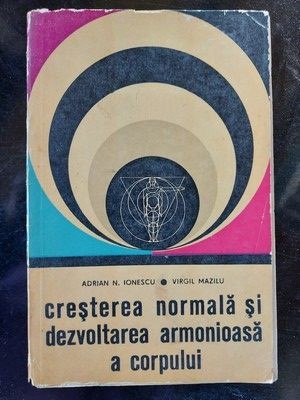 ADRIAN N. IONESCU ● VIRGIL MAZILU
creşterea normală şi
dezvoltarea armonioasă
a corpului